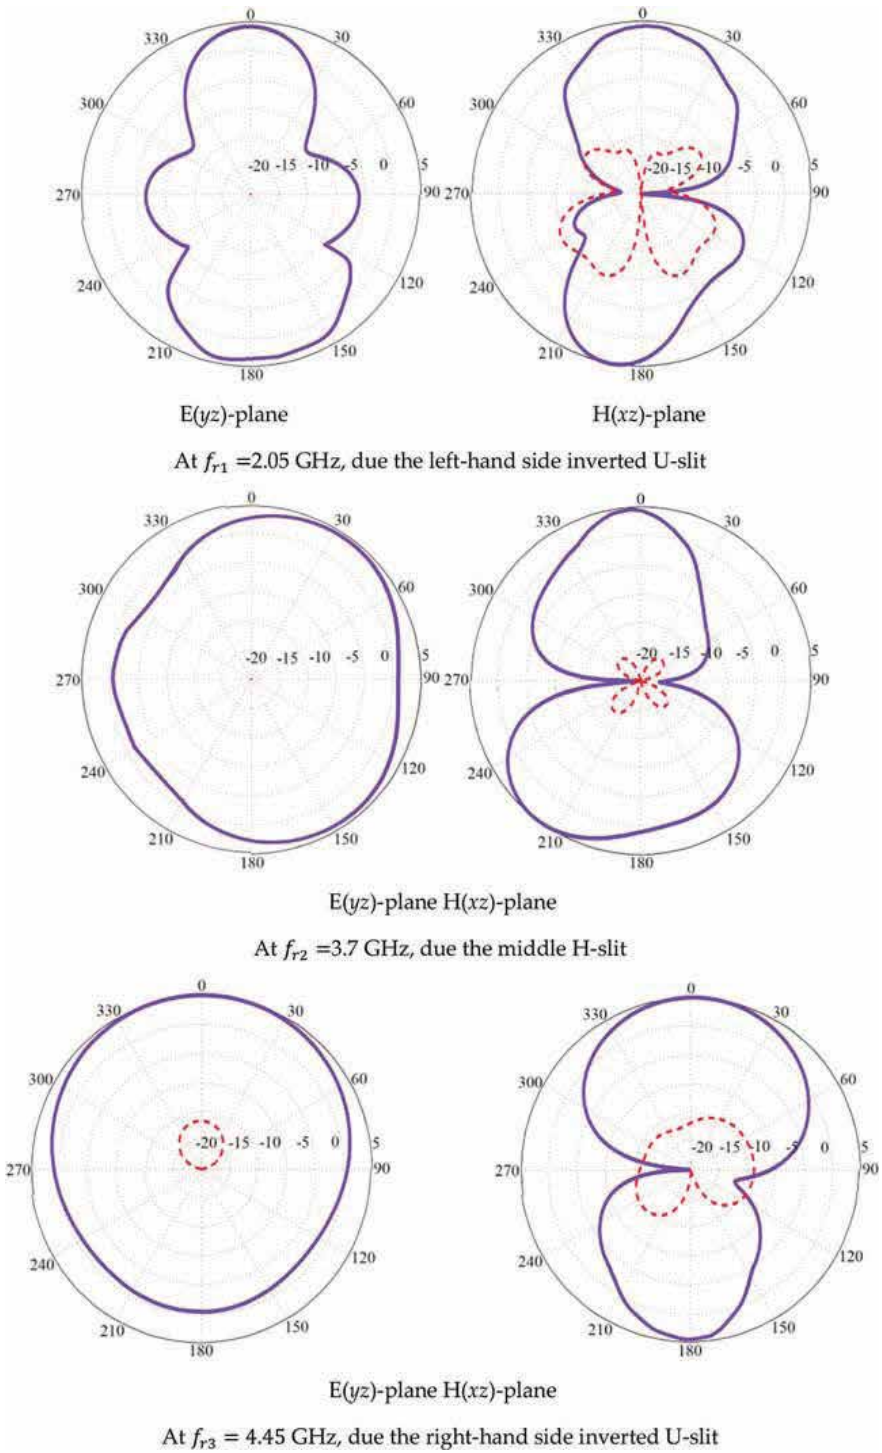 0 0
330 30 330 30
300 60 300 60
-20 -15 -10 -5 0 5 -20 -15 -10 -5 0 5
270 90 270 90
240 120 240 120
210 150 210 150
180 180
E(yz)-plane H(xz)-plane
At fr1 =2.05 GHz, due the left-hand side inverted U-slit
0 0
330 30 330 30
300 60 300 60
-20 -15 -10 -5 0 5 -20 -15 -10 -5 0 5
270 90 270 90
240 120 240 120
210 150 210 150
180 180
E(yz)-plane H(xz)-plane
At fr2 =3.7 GHz, due the middle H-slit
0 0
330 30 330 30
300 60 300 60
-20 -15 -10 -5 0 5 -20 -15 -10 -5 0 5
270 90 270 90
240 120 240 120
210 150 210 150
180 180
E(yz)-plane H(xz)-plane
At fr3 = 4.45 GHz, due the right-hand side inverted U-slit